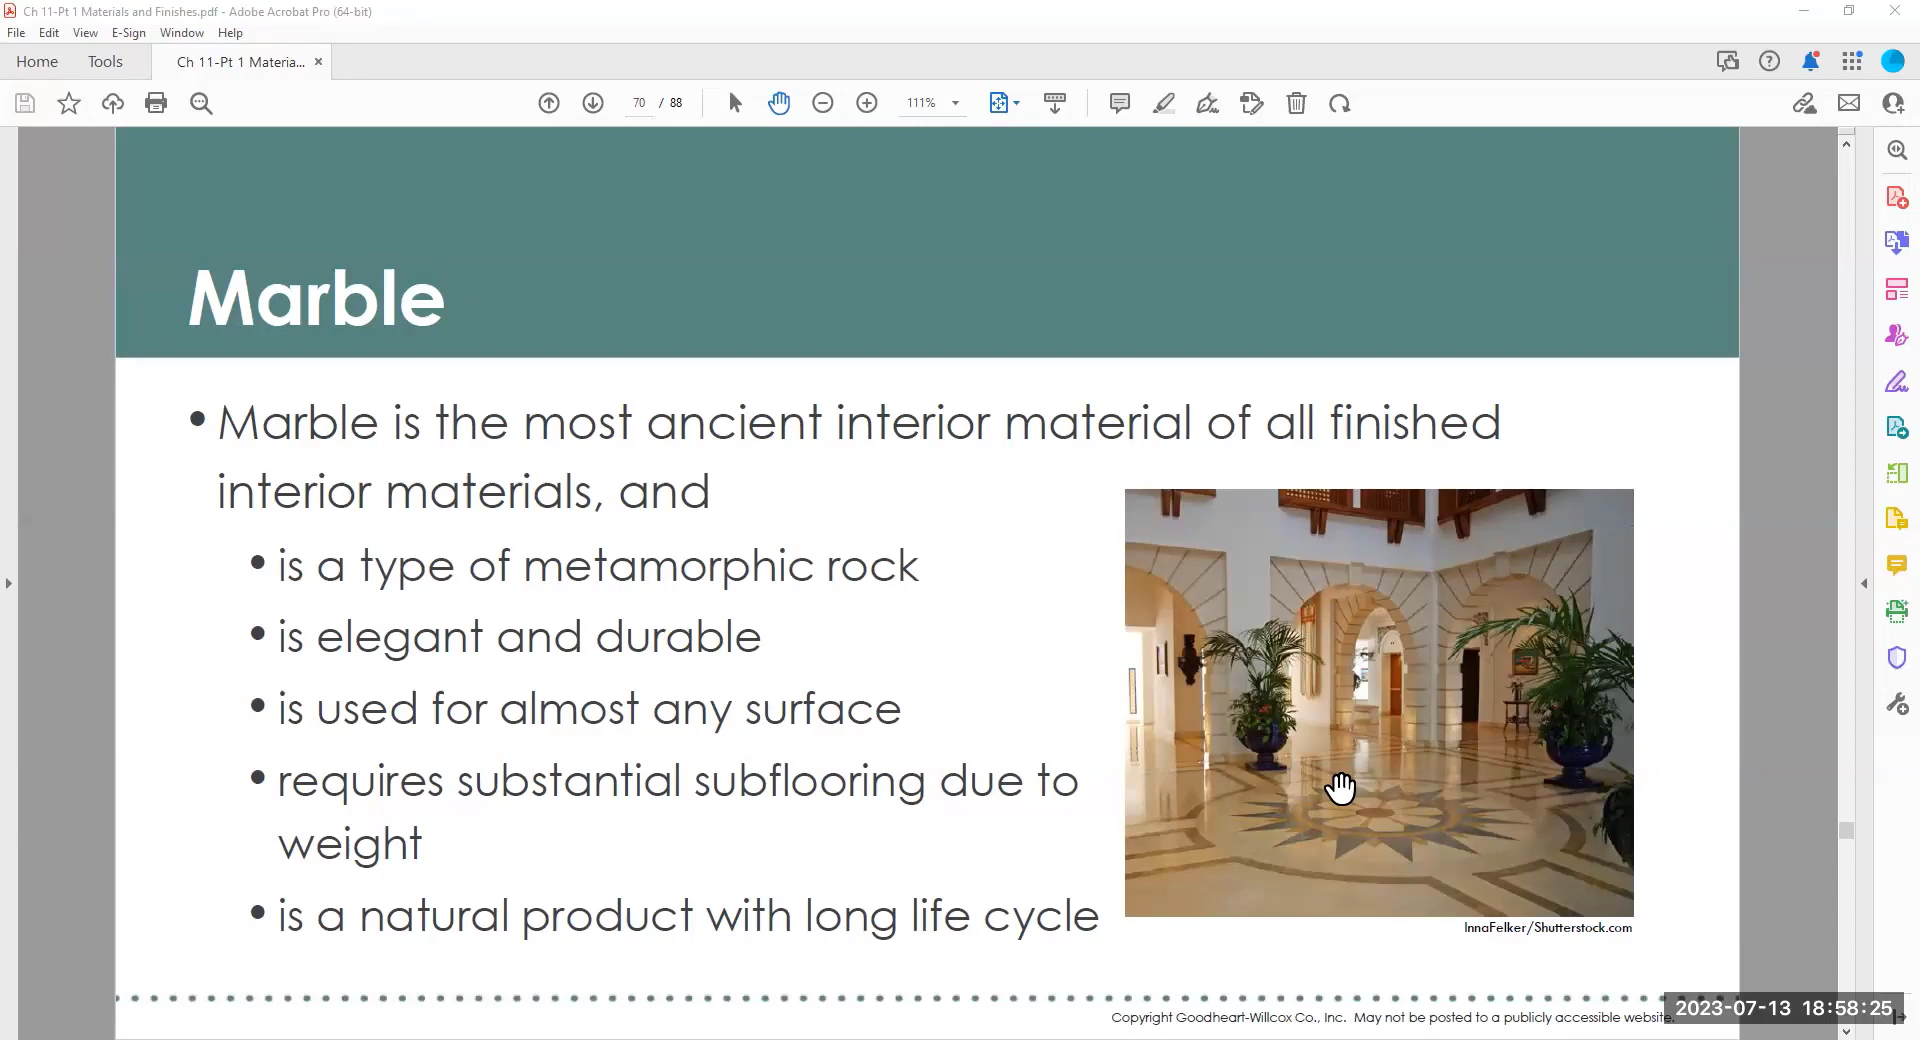 Ch 11-Pt 1 Materials and Finishes.pdf - Adobe Acrobat Pro (64-bit)
File Edit View E-Sign Window Help
Home Tools Ch 11-Pt 1 Materia... ×
70 / 88 111%
Marble
• Marble is the most ancient interior material of all finished
interior materials, and
• is a type of metamorphic rock
• is elegant and durable
• is used for almost any surface
• requires substantial subflooring due to
weight
• is a natural product with long life cycle
InnaFelker/Shutterstock.com
Copyright Goodheart-Willcox Co., Inc. May not be posted to a publicly accessible website.
2023-07-13 18:58:25